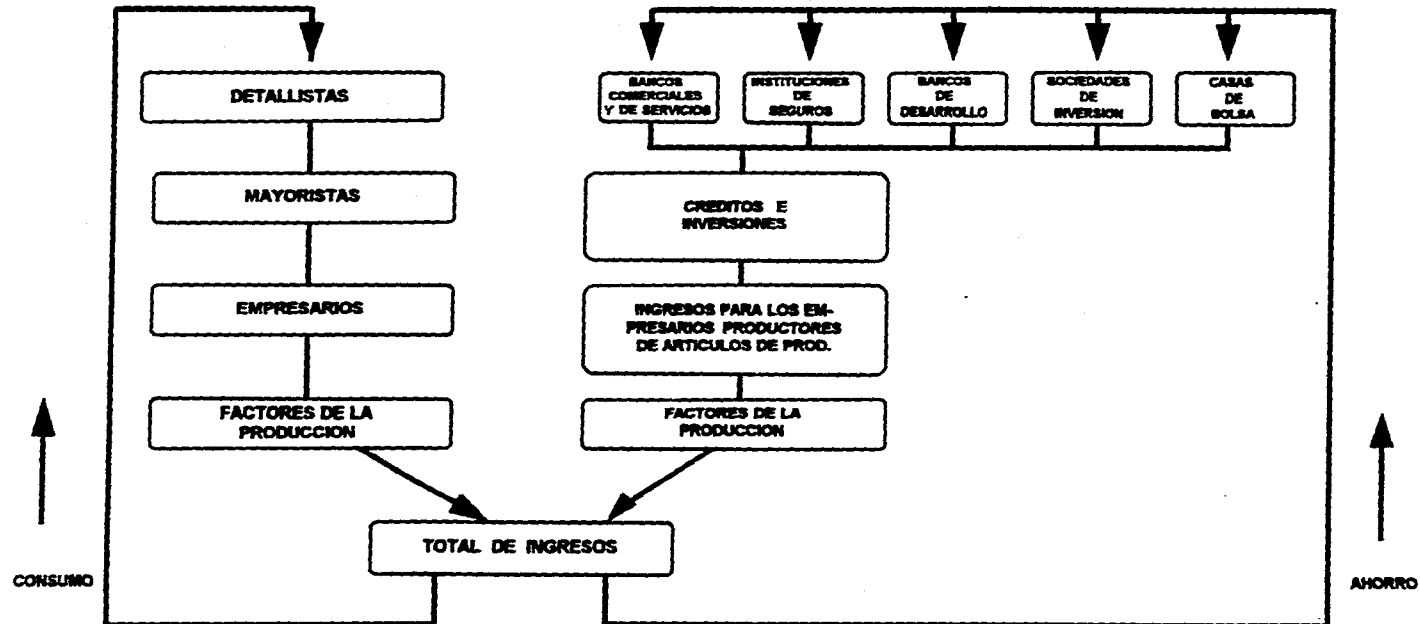 DETALLISTAS
MAYORISTAS
EMPRESARIOS
FACTORES DE LA
PRODUCCION
BANCOS
COMERCIALES
Y DE SERVICIOS
INSTITUCIONES
DE
SEGUROS
BANCOS
DE
DESARROLLO
SOCIEDADES
DE
INVERSION
CASAS
DE
BOLSA
CREDITOS E
INVERSIONES
INGRESOS PARA LOS EM-
PRESARIOS PRODUCTORES
DE ARTICULOS DE PROD.
FACTORES DE LA
PRODUCCION
TOTAL DE INGRESOS
CONSUMO
AHORRO